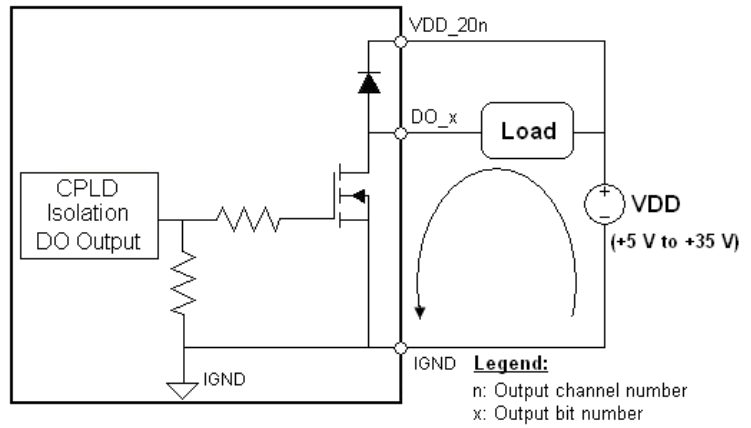 VDD_20n
DO_x
Load
CPLD
Isolation
DO Output
+
VDD
−
(+5 V to +35 V)
IGND
IGND
Legend:
n: Output channel number
x: Output bit number